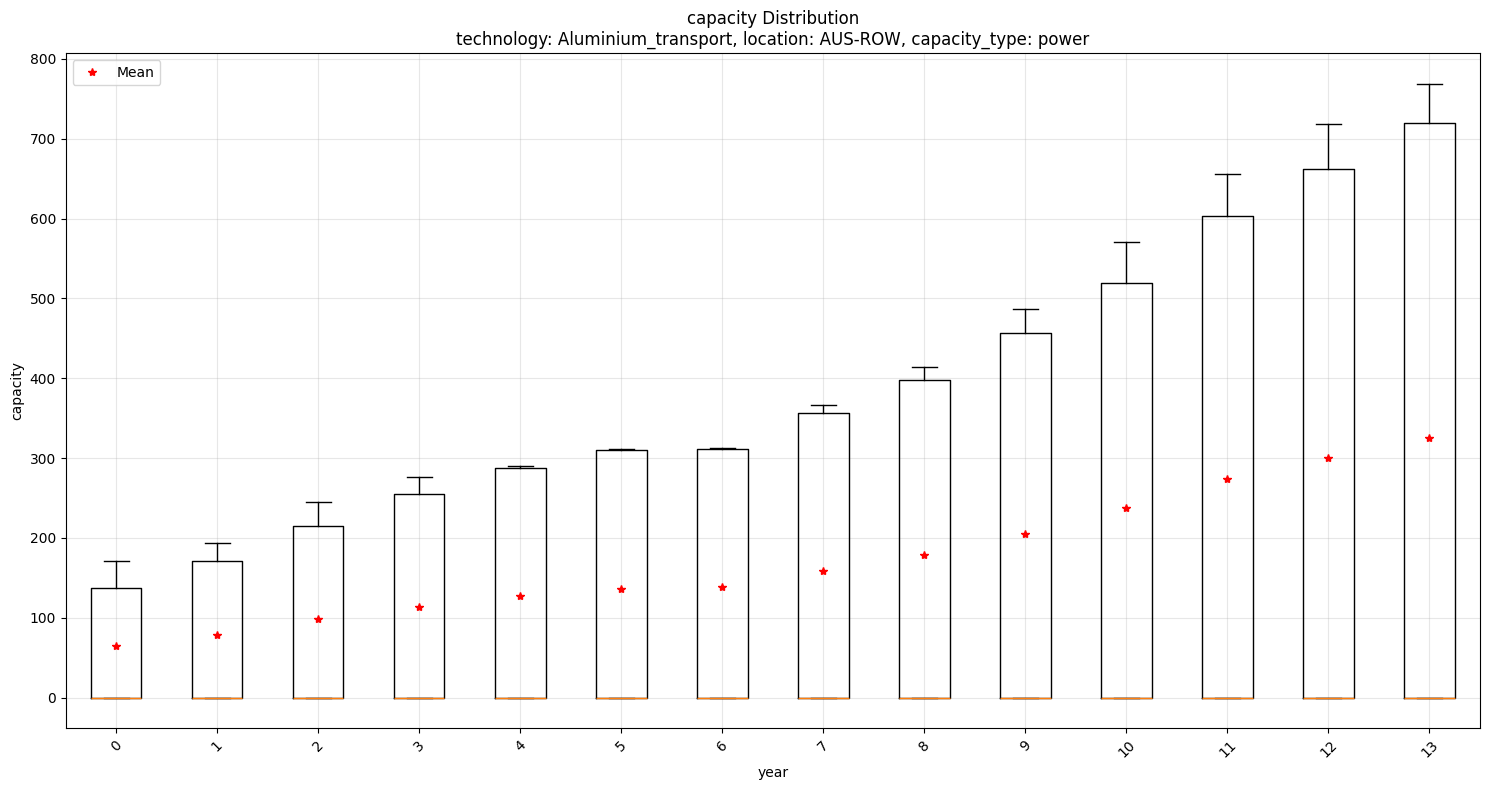 capacity Distribution
technology: Aluminium_transport, location: AUS-ROW, capacity_type: power
Mean
800
700
600
500
400
300
200
100
0
capacity
0 1 2 3 4 5 6 7 8 9 10 11 12 13
year